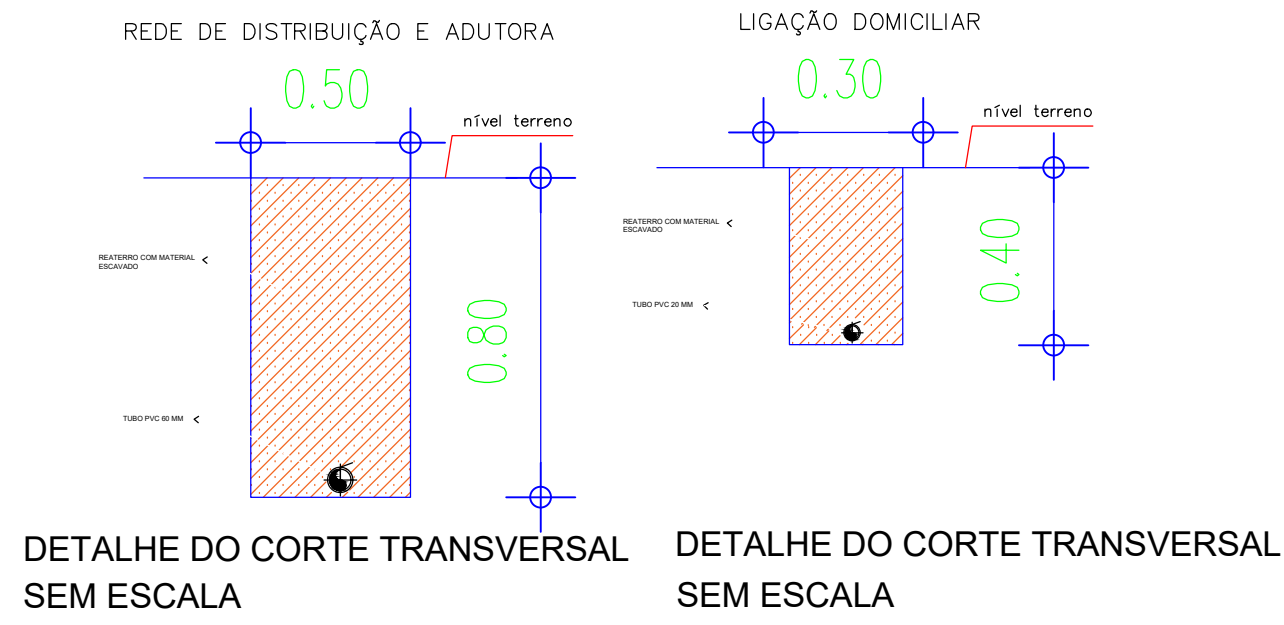 REDE DE DISTRIBUIÇÃO E ADUTORA
0.50
nível terreno
REATERRO COM MATERIAL
ESCAVADO
0.80
TUBO PVC 60 MM
DETALHE DO CORTE TRANSVERSAL
SEM ESCALA
LIGAÇÃO DOMICILIAR
0.30
nível terreno
REATERRO COM MATERIAL
ESCAVADO
0.40
TUBO PVC 20 MM
DETALHE DO CORTE TRANSVERSAL
SEM ESCALA